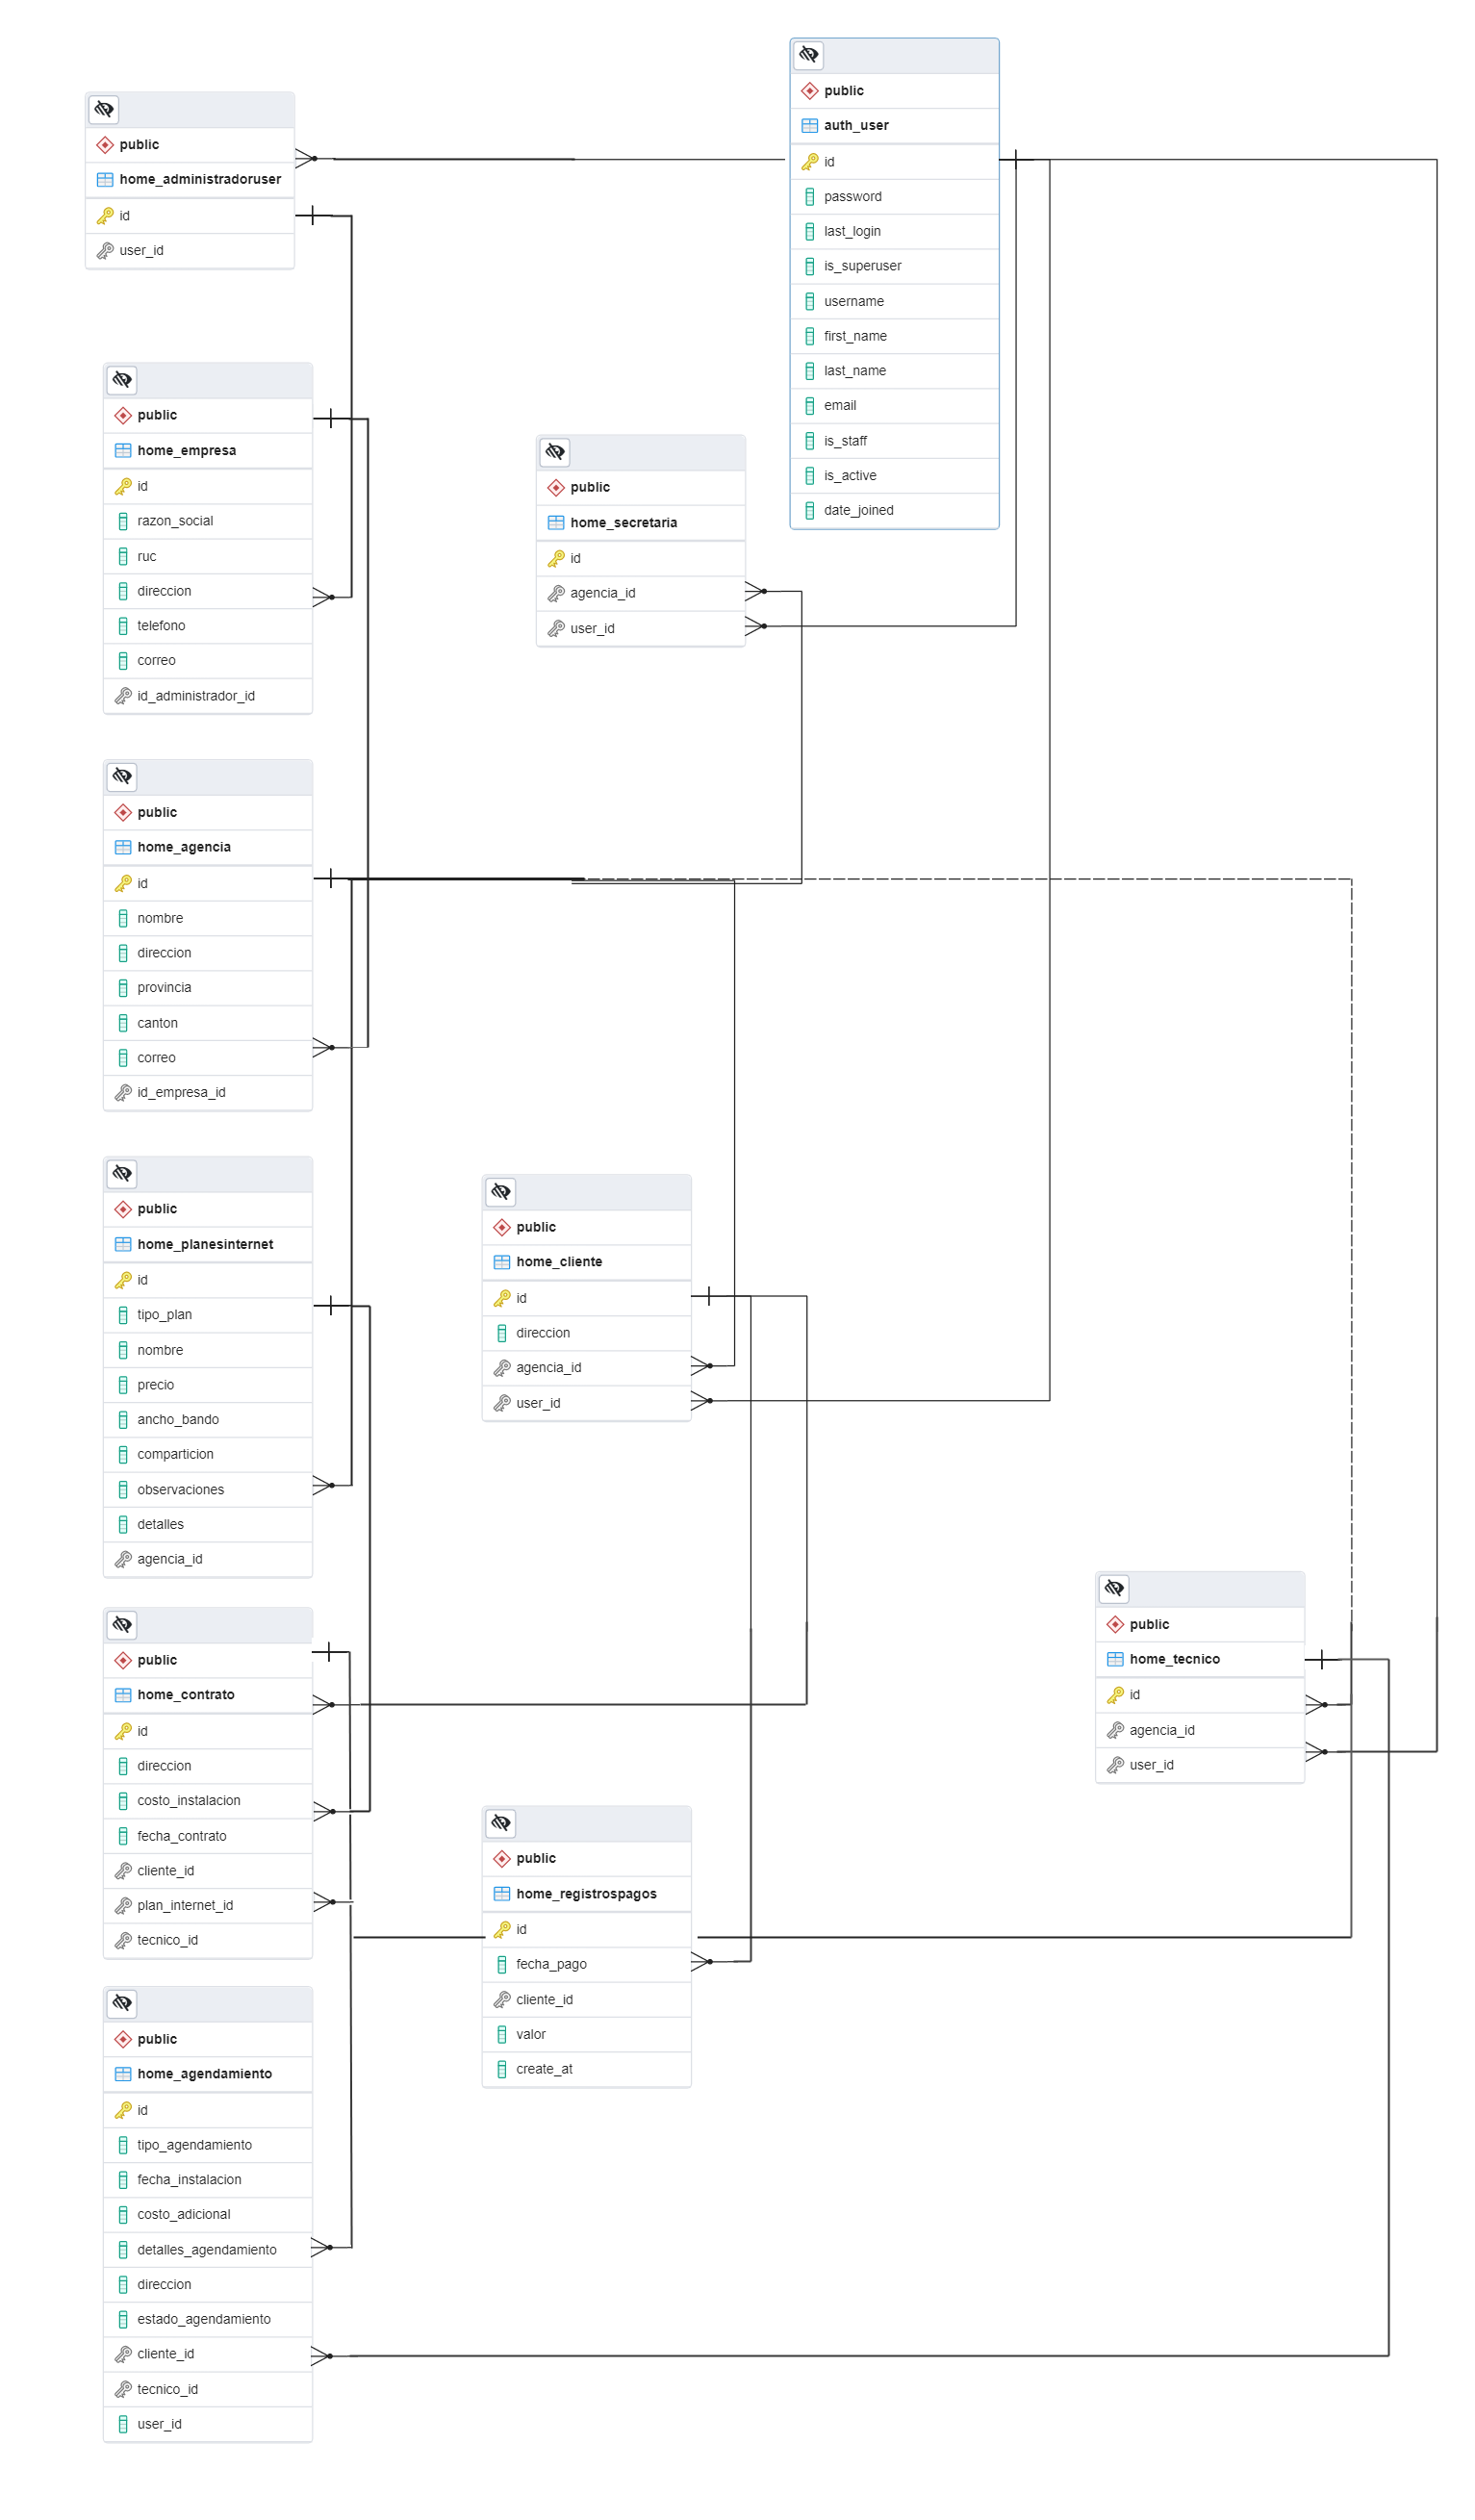 public
auth_user
id
password
last_login
is_superuser
username
first_name
last_name
email
is_staff
is_active
date_joined
public
home_administradoruser
id
user_id
public
home_empresa
id
razon_social
ruc
direccion
telefono
correo
id_administrador_id
public
home_secretaria
id
agencia_id
user_id
public
home_agencia
id
nombre
direccion
provincia
canton
correo
id_empresa_id
public
home_planesinternet
id
tipo_plan
nombre
precio
ancho_bando
comparticion
observaciones
detalles
agencia_id
public
home_cliente
id
direccion
agencia_id
user_id
public
home_tecnico
id
agencia_id
user_id
public
home_contrato
id
direccion
costo_instalacion
fecha_contrato
cliente_id
plan_internet_id
tecnico_id
public
home_registrospagos
id
fecha_pago
cliente_id
valor
create_at
public
home_agendamiento
id
tipo_agendamiento
fecha_instalacion
costo_adicional
detalles_agendamiento
direccion
estado_agendamiento
cliente_id
tecnico_id
user_id